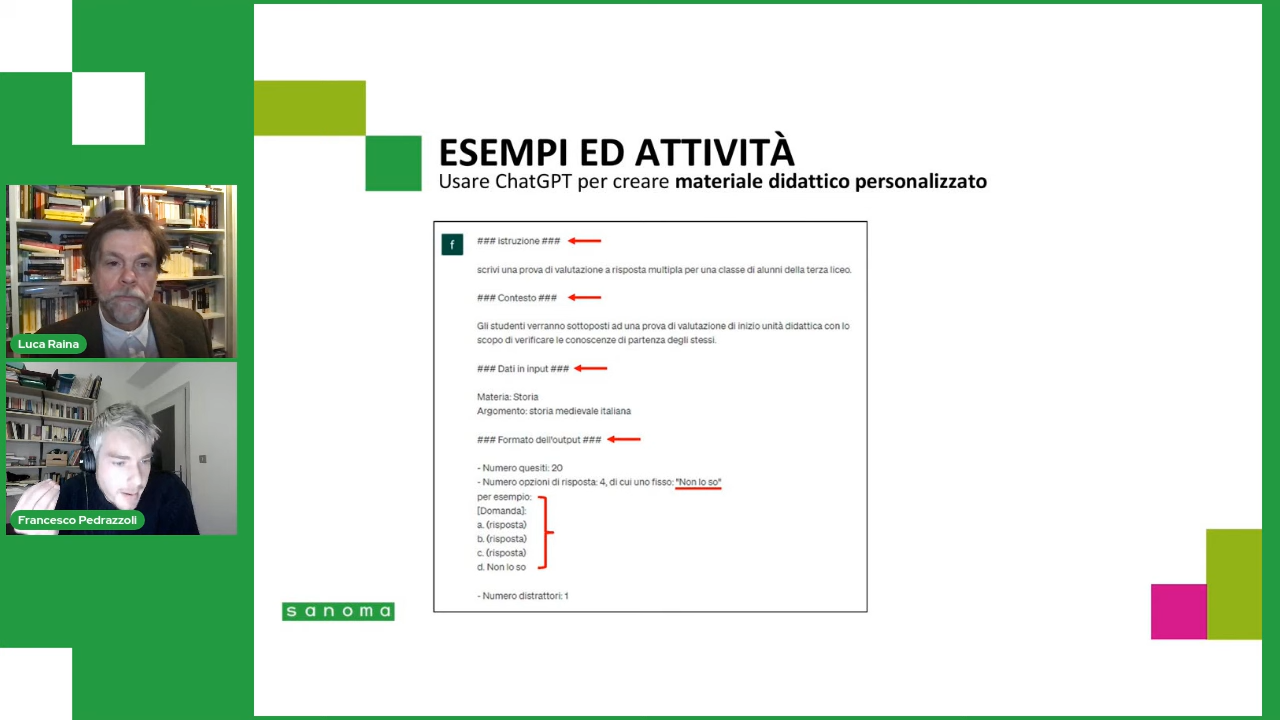 ESEMPI ED ATTIVITÀ
Usare ChatGPT per creare materiale didattico personalizzato
f
### istruzione ###
scrivi una prova di valutazione a risposta multipla per una classe di alunni della terza liceo.
### Contesto ###
Gli studenti verranno sottoposti ad una prova di valutazione di inizio unità didattica con lo
scopo di verificare le conoscenze di partenza degli stessi.
### Dati in input ###
Materia: Storia
Argomento: storia medievale italiana
### Formato dell'output ###
- Numero quesiti: 20
- Numero opzioni di risposta: 4, di cui uno fisso: "Non lo so"
per esempio:
[Domanda]:
a. (risposta)
b. (risposta)
c. (risposta)
d. Non lo so
- Numero distrattori: 1
Luca Raina
Francesco Pedrazzoli
sanoma